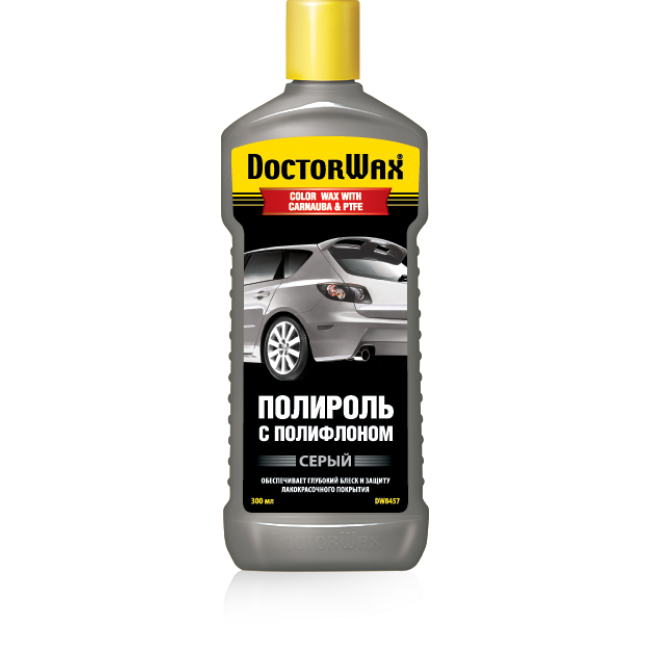 DOCTORWAX®
COLOR WAX WITH
CARNAUBA & PTFE
ПОЛИРОЛЬ
С ПОЛИФЛОНОМ
СЕРЫЙ
ОБЕСПЕЧИВАЕТ ГЛУБОКИЙ БЛЕСК И ЗАЩИТУ
ЛАКОКРАСОЧНОГО ПОКРЫТИЯ
300 мл DW8457
DOCTORWAX